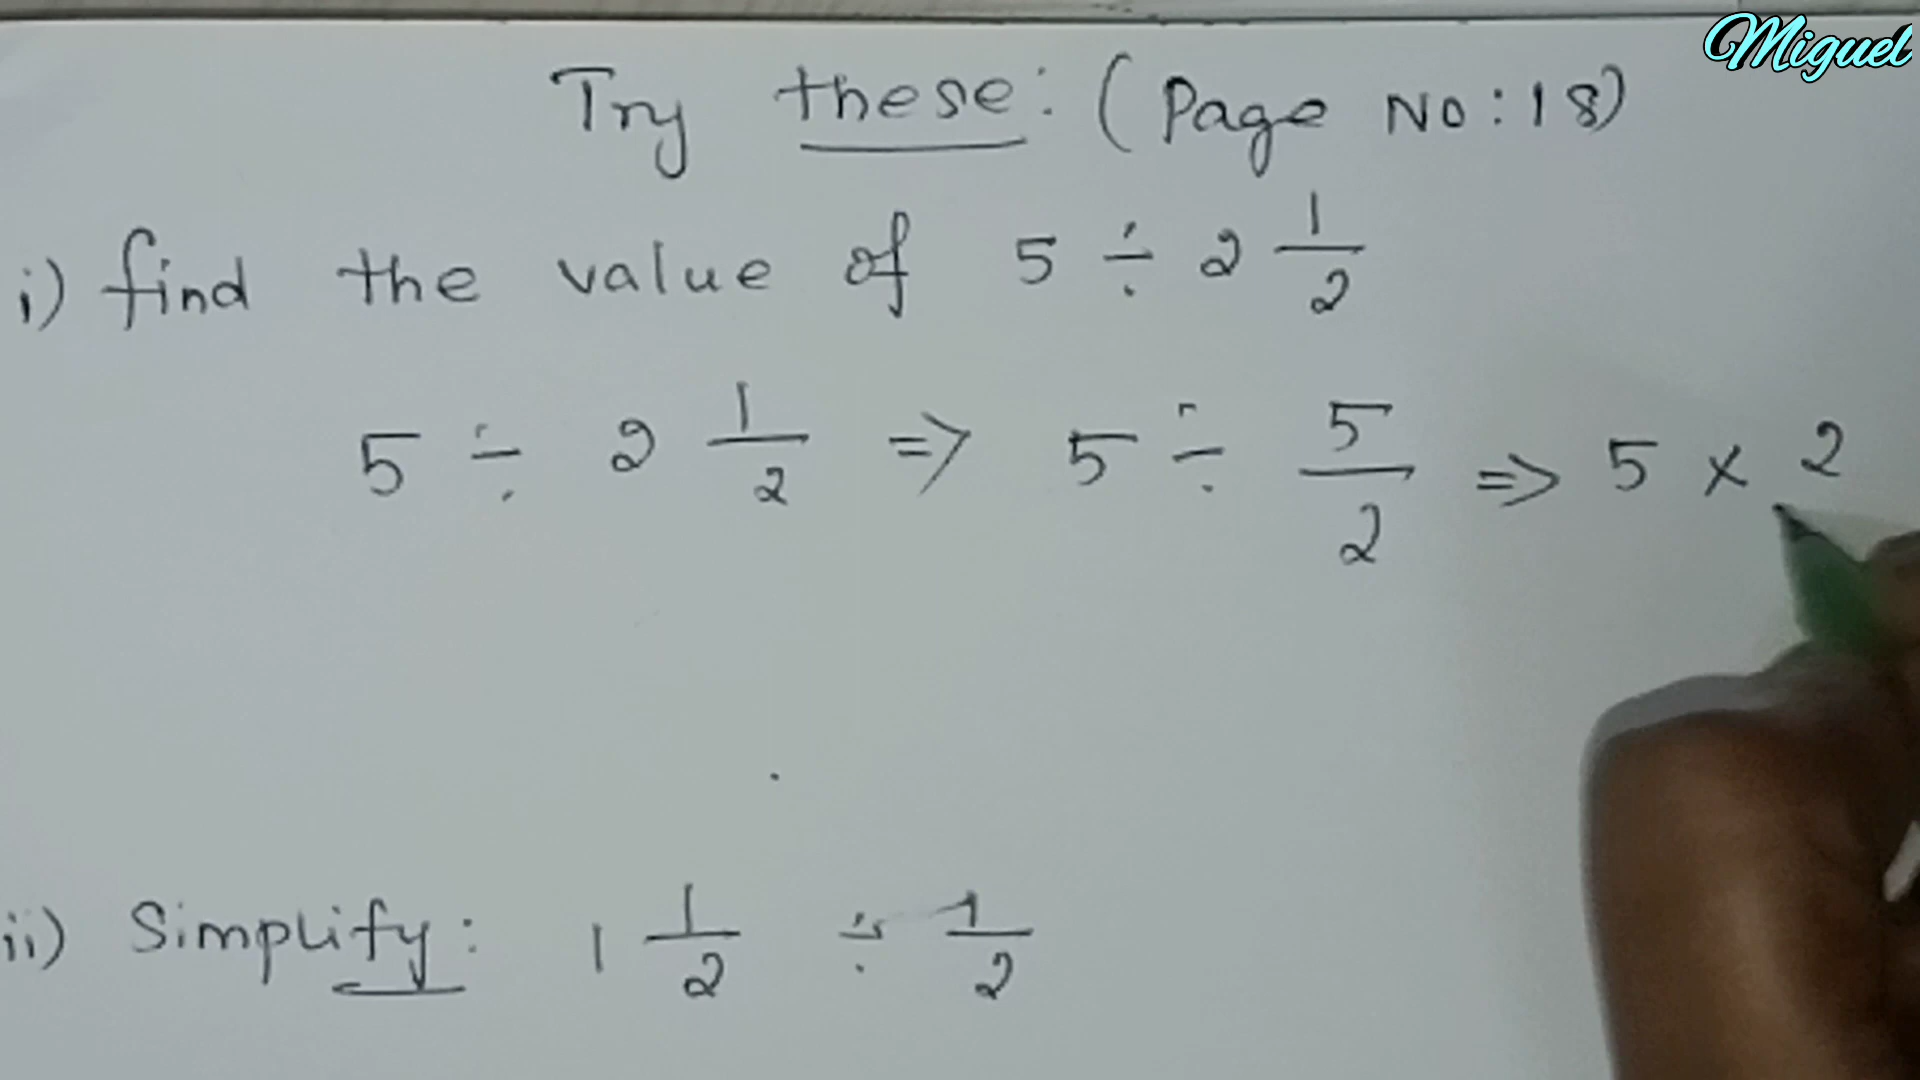 Miguel
Try these: (Page No:18)
i) find the value of 5 ÷ 2 1/2
5 ÷ 2 1/2 => 5 ÷ 5/2 => 5 × 2
ii) Simplify: 1 1/2 ÷ 1/2